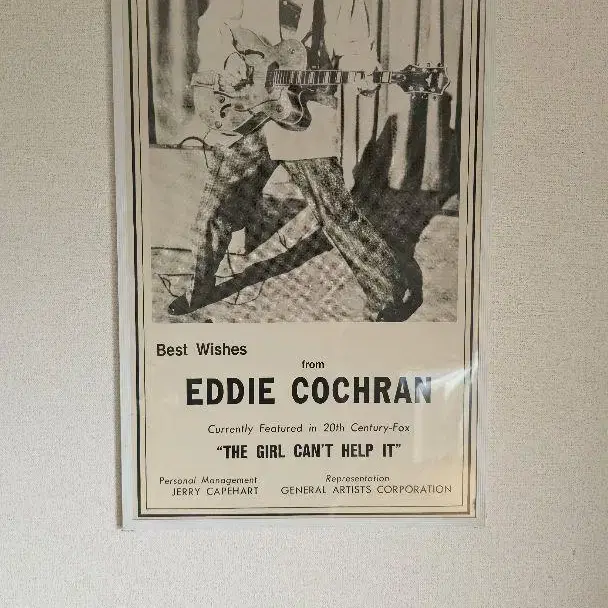 Best Wishes
from
EDDIE COCHRAN
Currently Featured in 20th Century-Fox
"THE GIRL CAN'T HELP IT"
Personal Management
JERRY CAPEHART
Representation
GENERAL ARTISTS CORPORATION